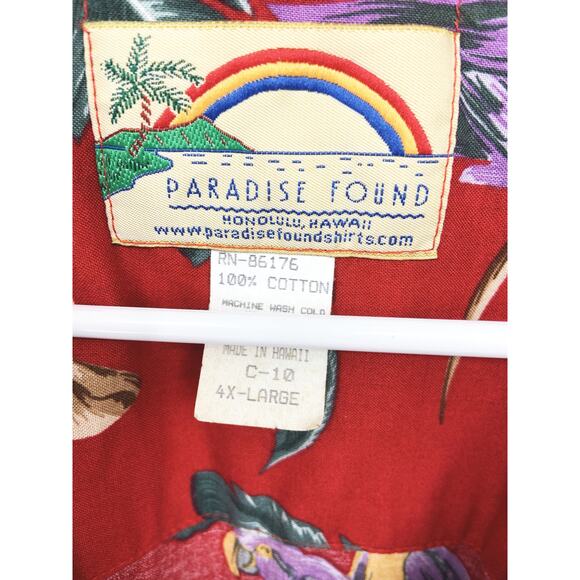 PARADISE FOUND
HONOLULU, HAWAII
www.paradisefoundshirts.com
RN-86176
100% COTTON
MACHINE WASH COLD
MADE IN HAWAII
C-10
4X-LARGE